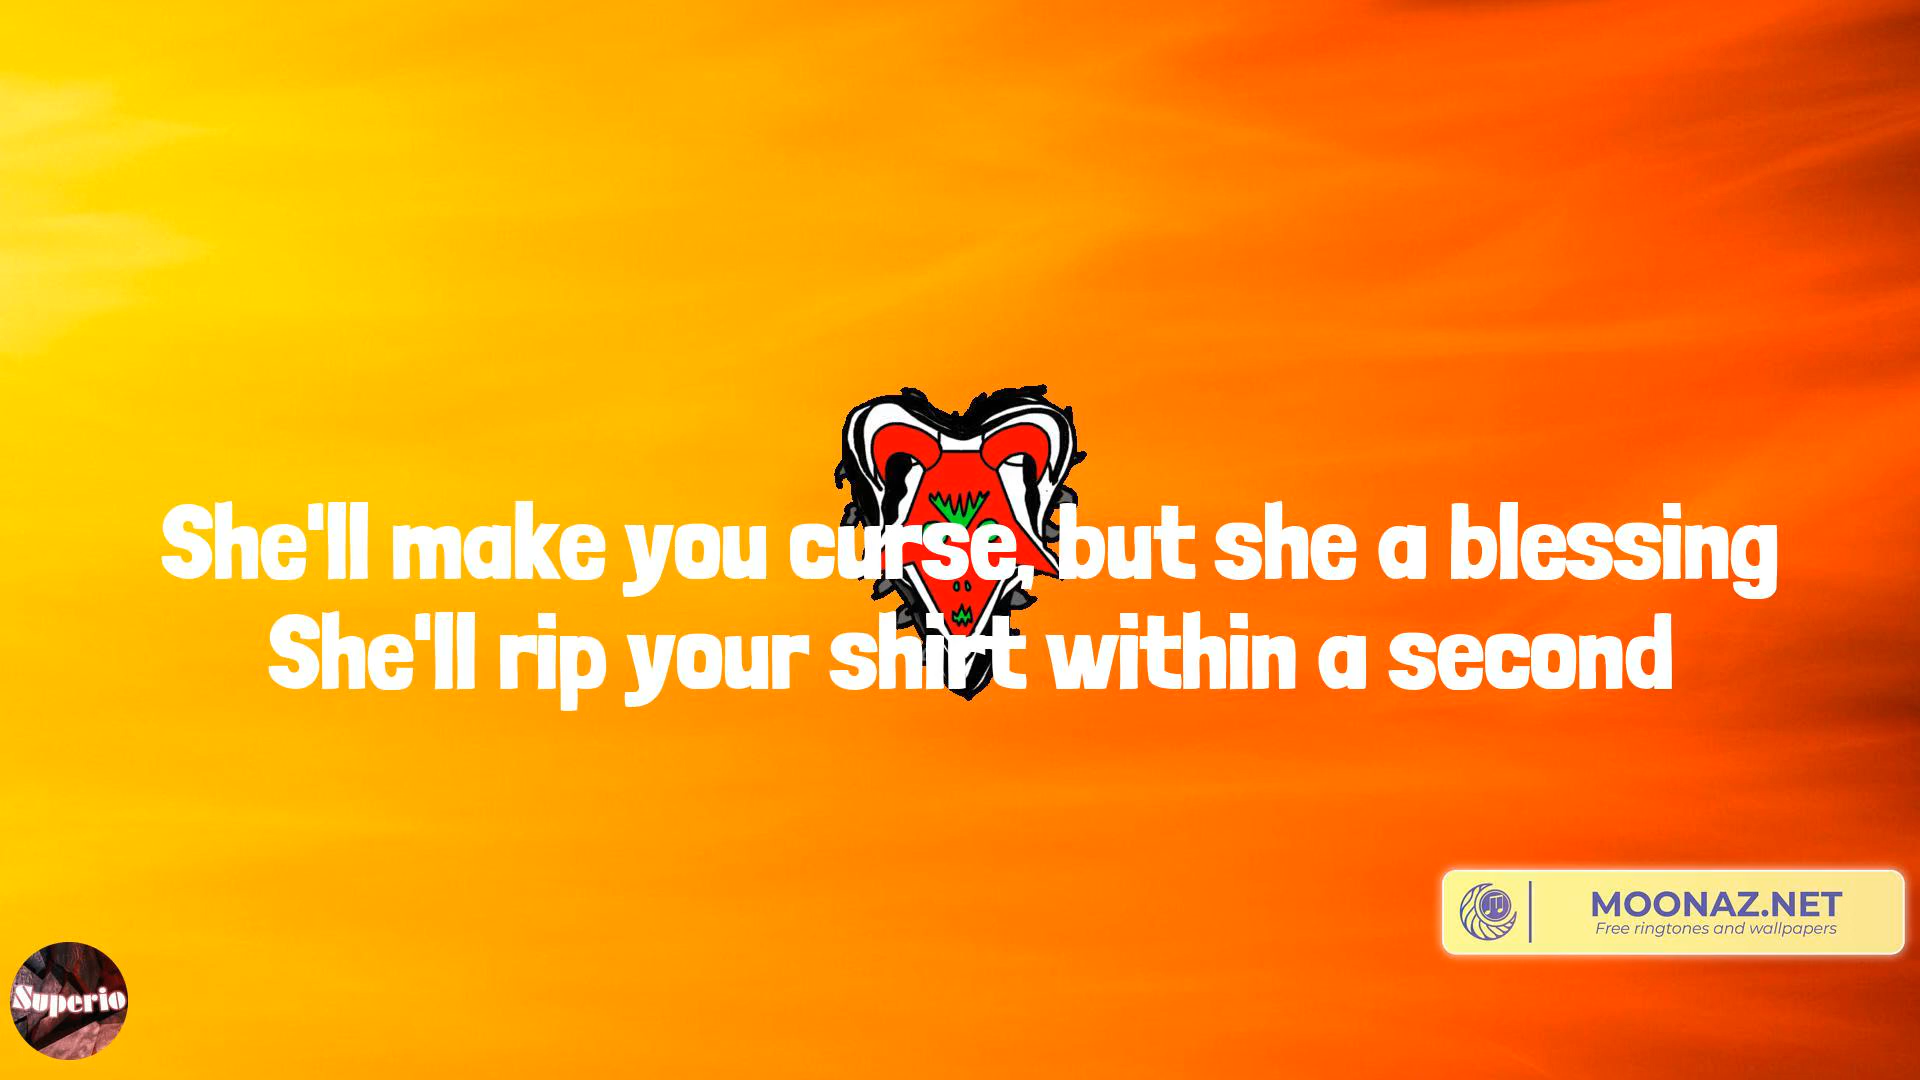 She'll make you curse, but she a blessing
She'll rip your shirt within a second
MOONAZ.NET
Free ringtones and wallpapers
Superio